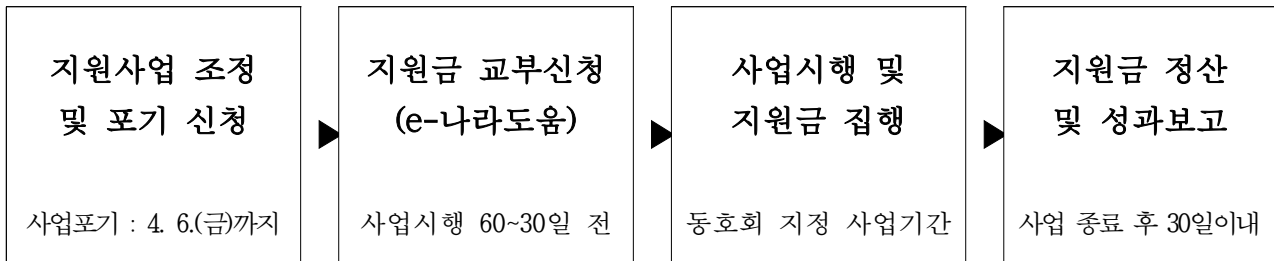 지원사업 조정
및 포기 신청
사업포기 : 4. 6.(금)까지
지원금 교부신청
(e-나라도움)
사업시행 60~30일 전
사업시행 및
지원금 집행
동호회 지정 사업기간
지원금 정산
및 성과보고
사업 종료 후 30일이내